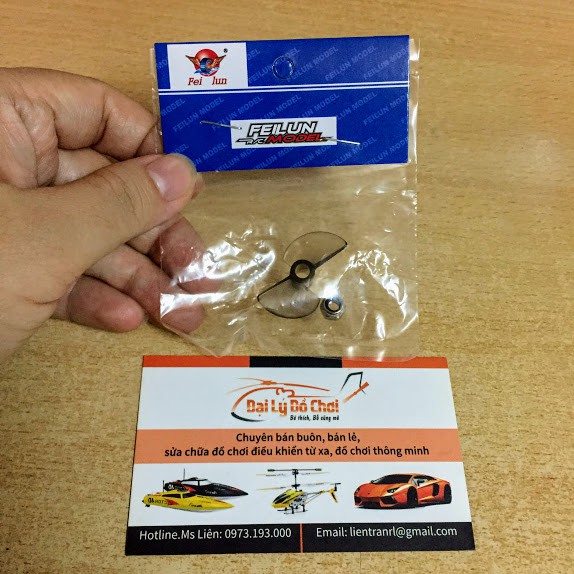 Fei lun
®
FEILUN MODEL
FEILUN
R/C MODEL
Đại Lý Đồ Chơi
Bé thích, Bố cũng mê
Chuyên bán buôn, bán lẻ,
sửa chữa đồ chơi điều khiển từ xa, đồ chơi thông minh
Hotline.Ms Liên: 0973.193.000
Email: lientranrl@gmail.com